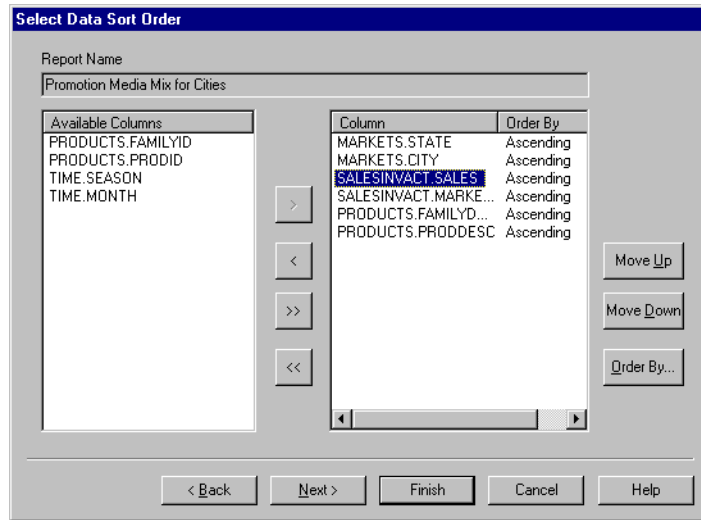 Select Data Sort Order
Report Name
Promotion Media Mix for Cities
Available Columns
PRODUCTS.FAMILYID
PRODUCTS.PRODID
TIME.SEASON
TIME.MONTH
>
<
>>
<<
Column Order By
MARKETS.STATE Ascending
MARKETS.CITY Ascending
SALESINVACT.SALES Ascending
SALESINVACT.MARKE... Ascending
PRODUCTS.FAMILYD... Ascending
PRODUCTS.PRODDESC Ascending
Move Up
Move Down
Order By...
< Back Next > Finish Cancel Help